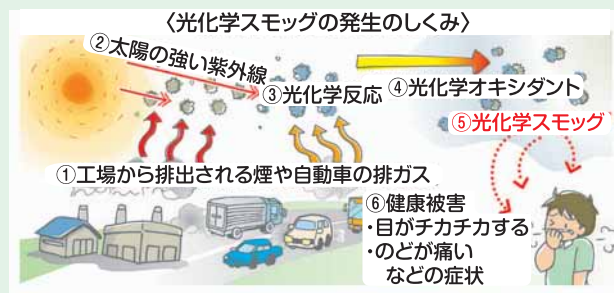 〈光化学スモッグの発生のしくみ〉
②太陽の強い紫外線
③光化学反応
④光化学オキシダント
⑤光化学スモッグ
①工場から排出される煙や自動車の排ガス
⑥健康被害
・目がチカチカする
・のどが痛い
などの症状